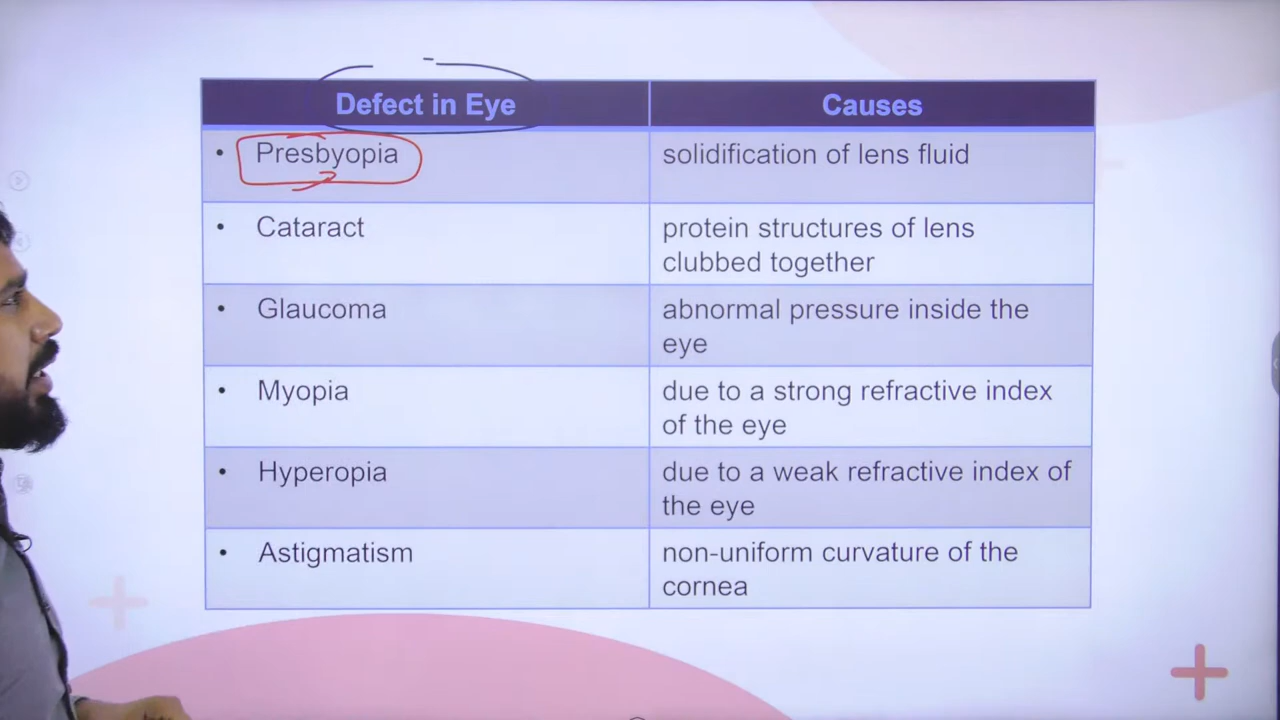 Defect in Eye Causes
• Presbyopia solidification of lens fluid
• Cataract protein structures of lens
clubbed together
• Glaucoma abnormal pressure inside the
eye
• Myopia due to a strong refractive index
of the eye
• Hyperopia due to a weak refractive index of
the eye
• Astigmatism non-uniform curvature of the
cornea